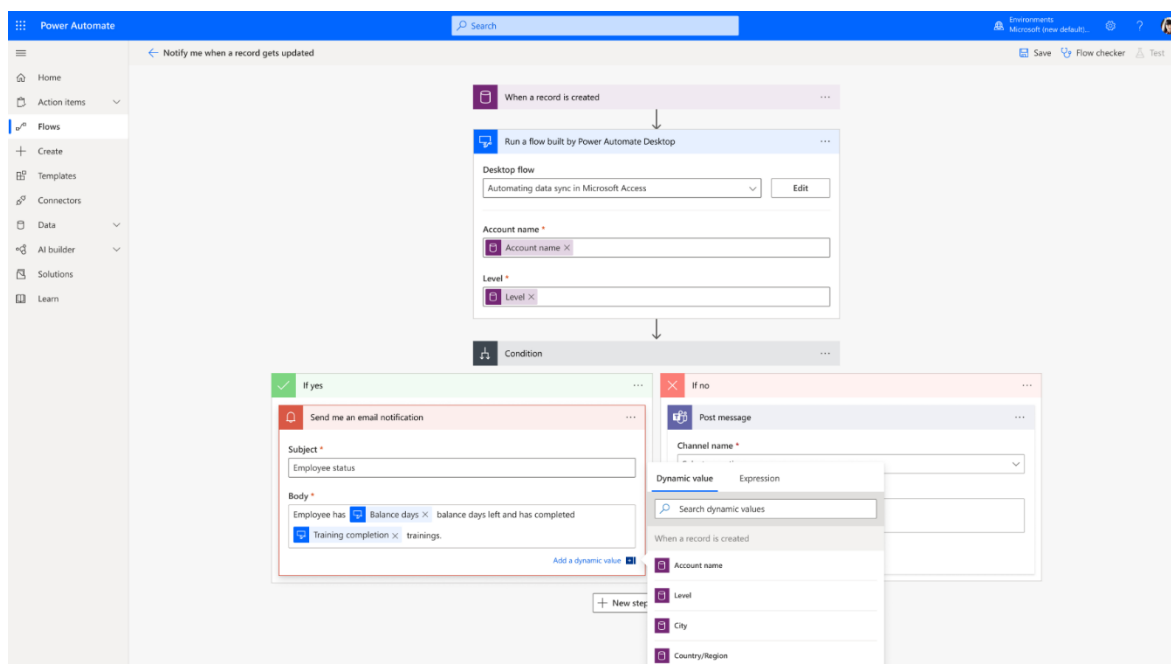 Power Automate
Search
Environments
Microsoft (new default)...
?
Notify me when a record gets updated
Save
Flow checker
Test
Home
Action items
Flows
Create
Templates
Connectors
Data
AI builder
Solutions
Learn
When a record is created
Run a flow built by Power Automate Desktop
Desktop flow
Automating data sync in Microsoft Access
Edit
Account name *
Account name ×
Level *
Level ×
Condition
If yes
Send me an email notification
Subject *
Employee status
Body *
Employee has Balance days × balance days left and has completed
Training completion × trainings.
Add a dynamic value
If no
Post message
Channel name *
Dynamic value
Expression
Search dynamic values
When a record is created
Account name
Level
City
Country/Region
+ New step